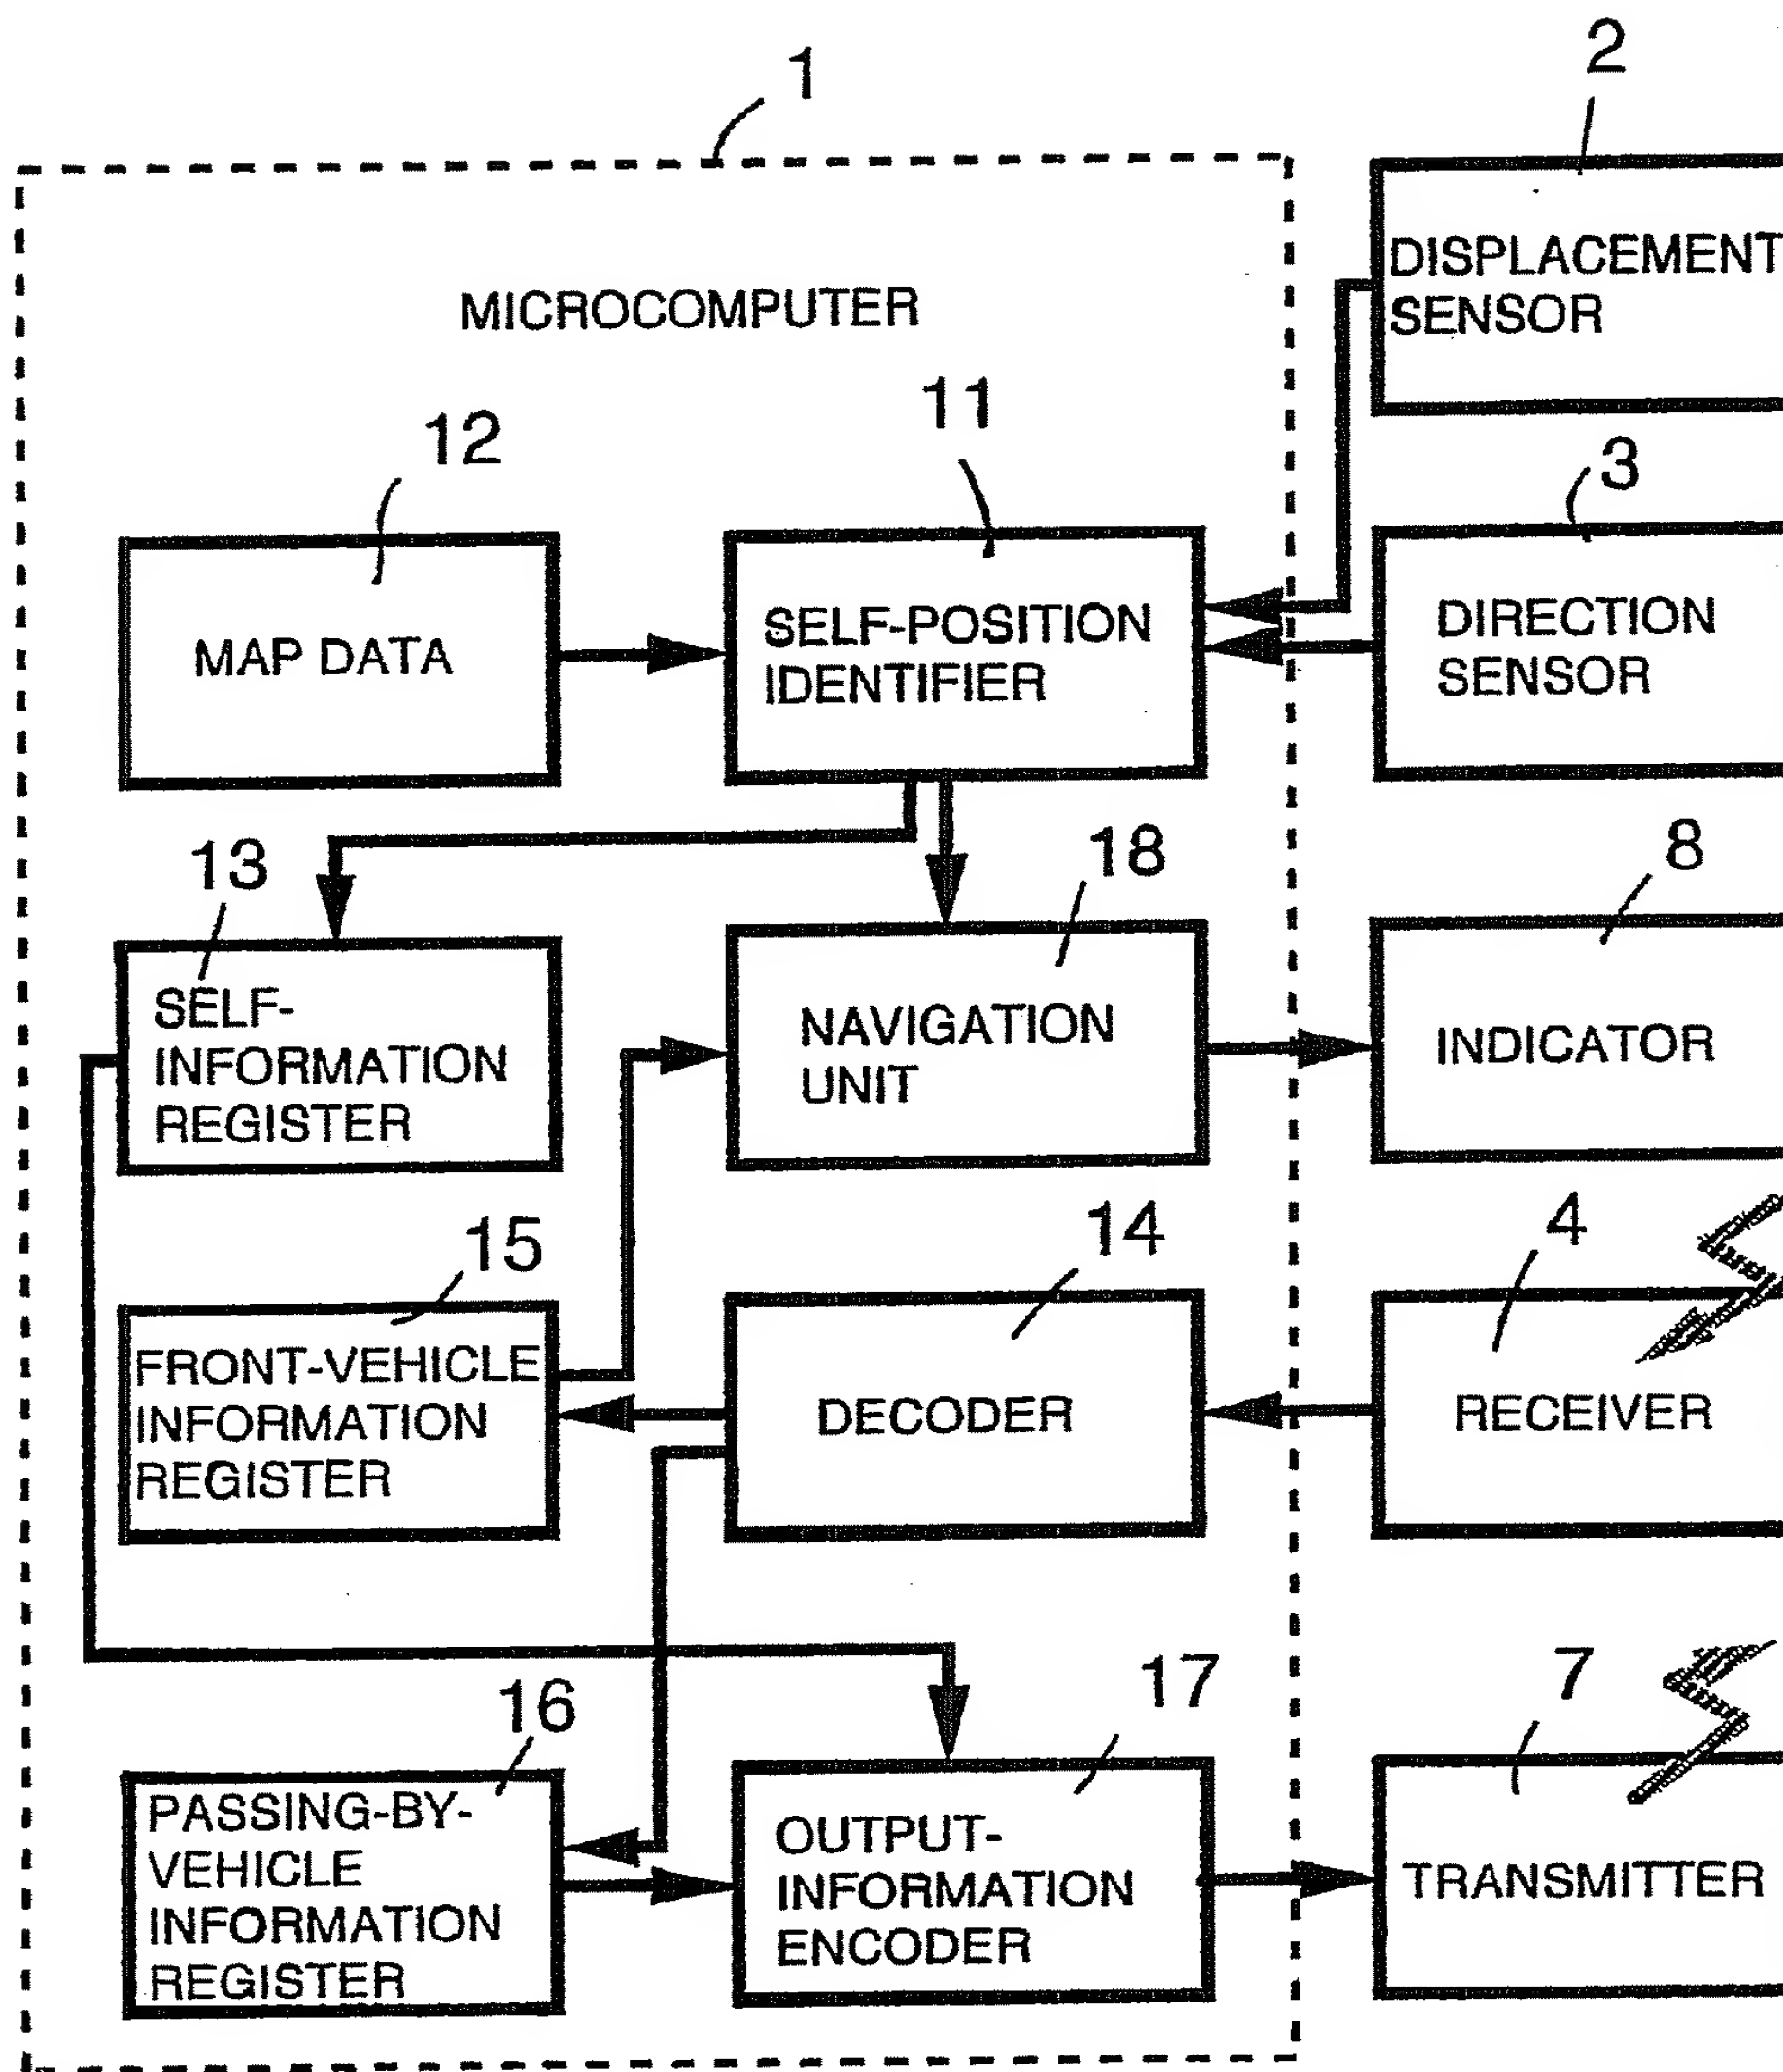 1
2
MICROCOMPUTER
DISPLACEMENT
SENSOR
12
11
3
MAP DATA
SELF-POSITION
IDENTIFIER
DIRECTION
SENSOR
13
18
8
SELF-
INFORMATION
REGISTER
NAVIGATION
UNIT
INDICATOR
15
14
4
FRONT-VEHICLE
INFORMATION
REGISTER
DECODER
RECEIVER
16
17
7
PASSING-BY-
VEHICLE
INFORMATION
REGISTER
OUTPUT-
INFORMATION
ENCODER
TRANSMITTER